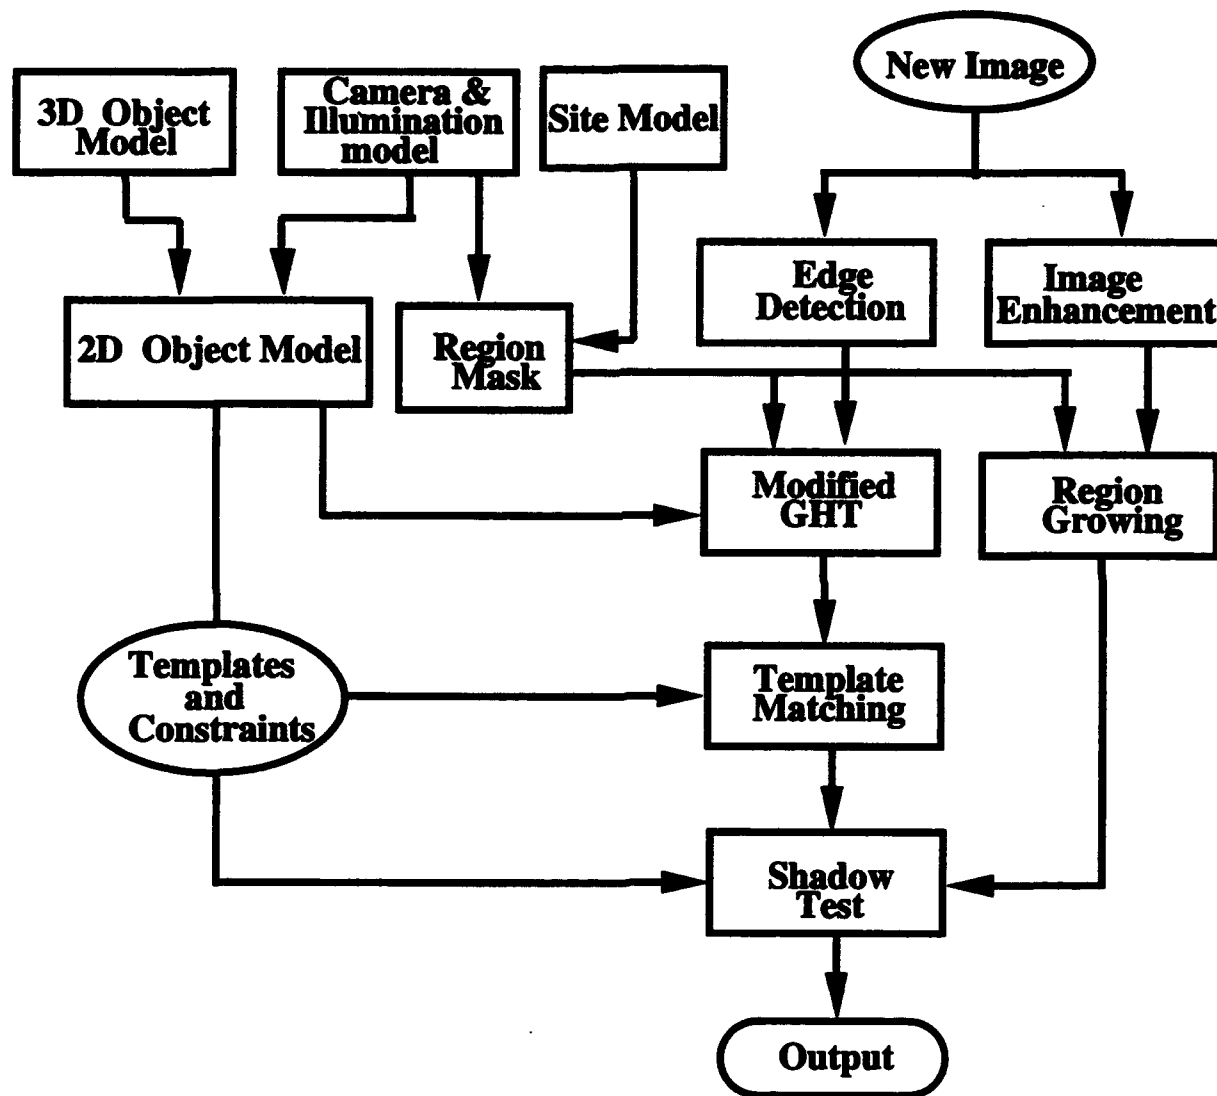 New Image
3D Object
Model
Camera &
Illumination
model
Site Model
Edge
Detection
Image
Enhancement
2D Object Model
Region
Mask
Modified
GHT
Region
Growing
Templates
and
Constraints
Template
Matching
Shadow
Test
Output